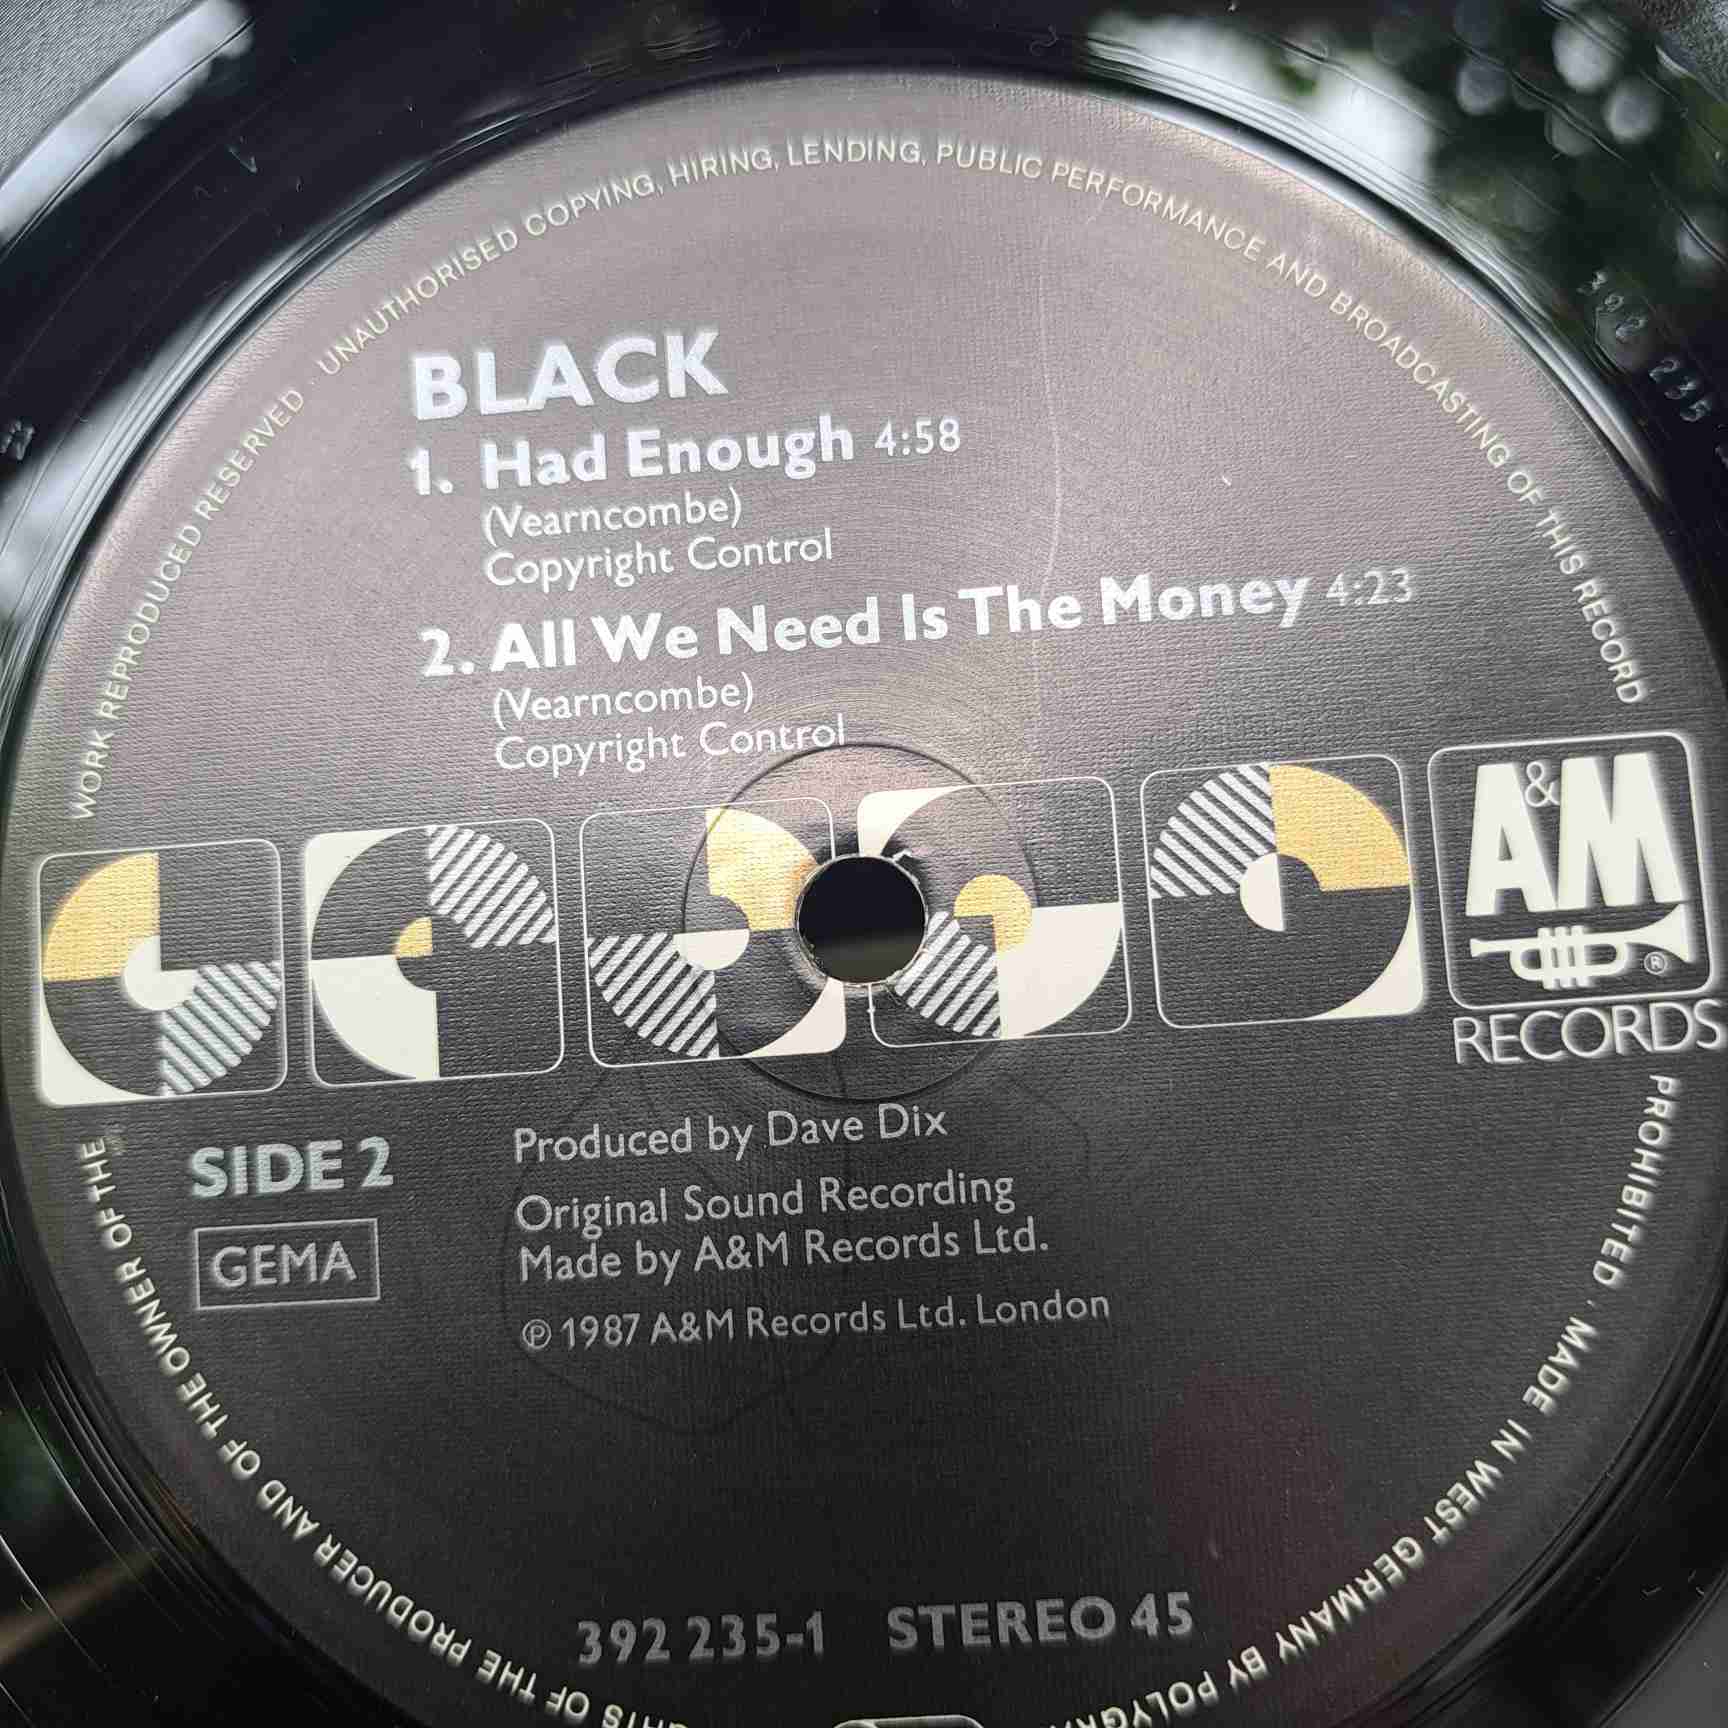 BLACK
1. Had Enough 4:58
(Vearncombe)
Copyright Control
2. All We Need Is The Money 4:23
(Vearncombe)
Copyright Control
A&M
®
RECORDS
SIDE 2
GEMA
Produced by Dave Dix
Original Sound Recording
Made by A&M Records Ltd.
℗ 1987 A&M Records Ltd. London
392 235-1 STEREO 45
OF THE PRODUCER AND OF THE OWNER OF THE WORK REPRODUCED RESERVED · UNAUTHORISED COPYING, HIRING, LENDING, PUBLIC PERFORMANCE AND BROADCASTING OF THIS RECORD PROHIBITED · MADE IN WEST GERMANY BY
392 235